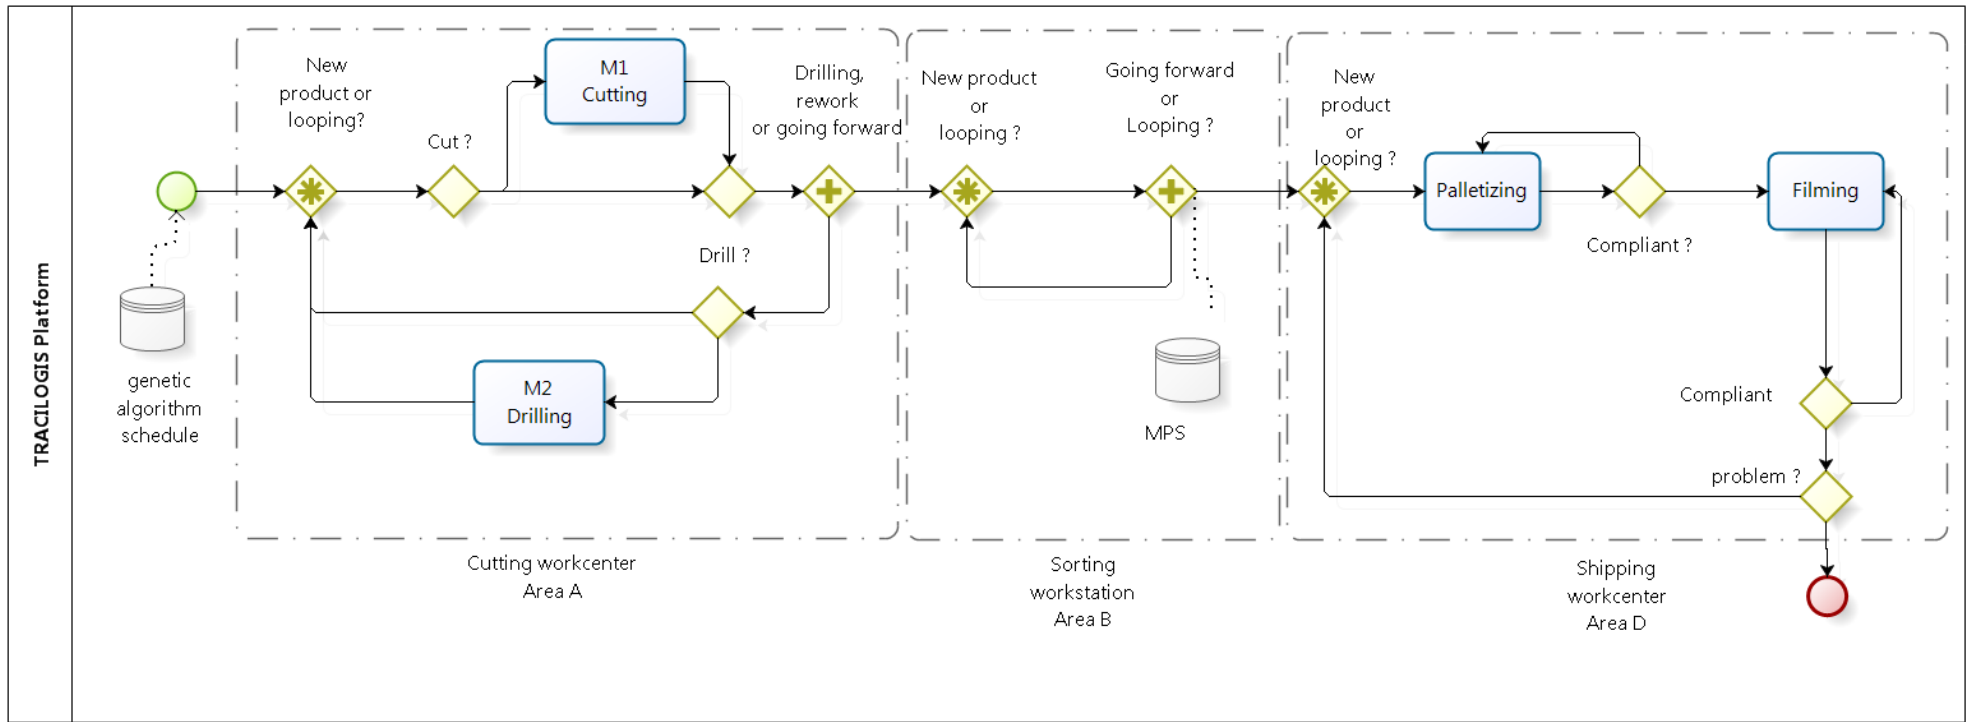 TRACILOGIS Platform
genetic
algorithm
schedule
New
product or
looping?
Cut ?
M1
Cutting
Drilling,
rework
or going forward
Drill ?
M2
Drilling
Cutting workcenter
Area A
New product
or
looping ?
Going forward
or
Looping ?
MPS
Sorting
workstation
Area B
New
product
or
looping ?
Palletizing
Compliant ?
Filming
Compliant
problem ?
Shipping
workcenter
Area D